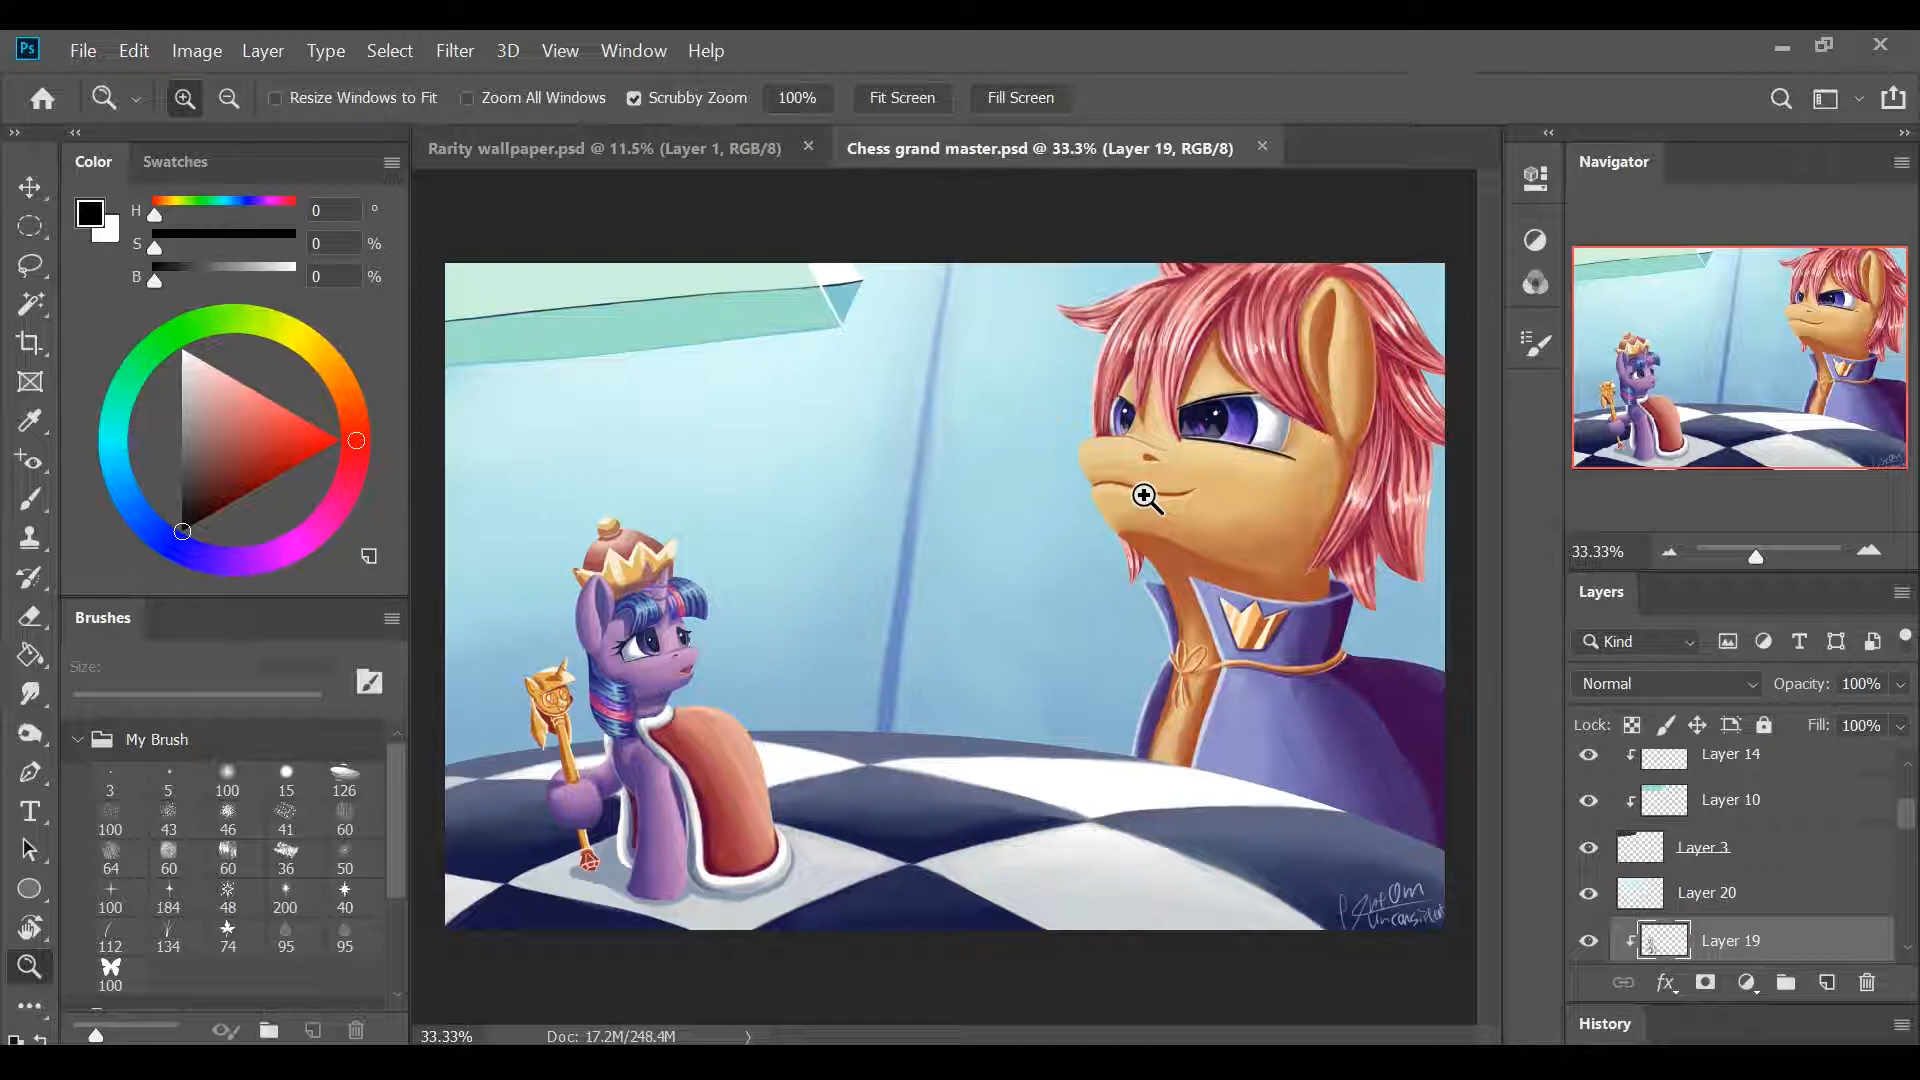 Ps File Edit Image Layer Type Select Filter 3D View Window Help
Resize Windows to Fit Zoom All Windows Scrubby Zoom 100% Fit Screen Fill Screen
Rarity wallpaper.psd @ 11.5% (Layer 1, RGB/8) Chess grand master.psd @ 33.3% (Layer 19, RGB/8)
Color Swatches
H 0 °
S 0 %
B 0 %
Brushes
Size:
My Brush
3 5 100 15 126
100 43 46 41 60
64 60 60 36 50
100 184 48 200 40
112 134 74 95 95
100
33.33% Doc: 17.2M/248.4M
Navigator
33.33%
Layers
Kind
Normal Opacity: 100%
Lock: Fill: 100%
Layer 14
Layer 10
Layer 3
Layer 20
Layer 19
fx
History